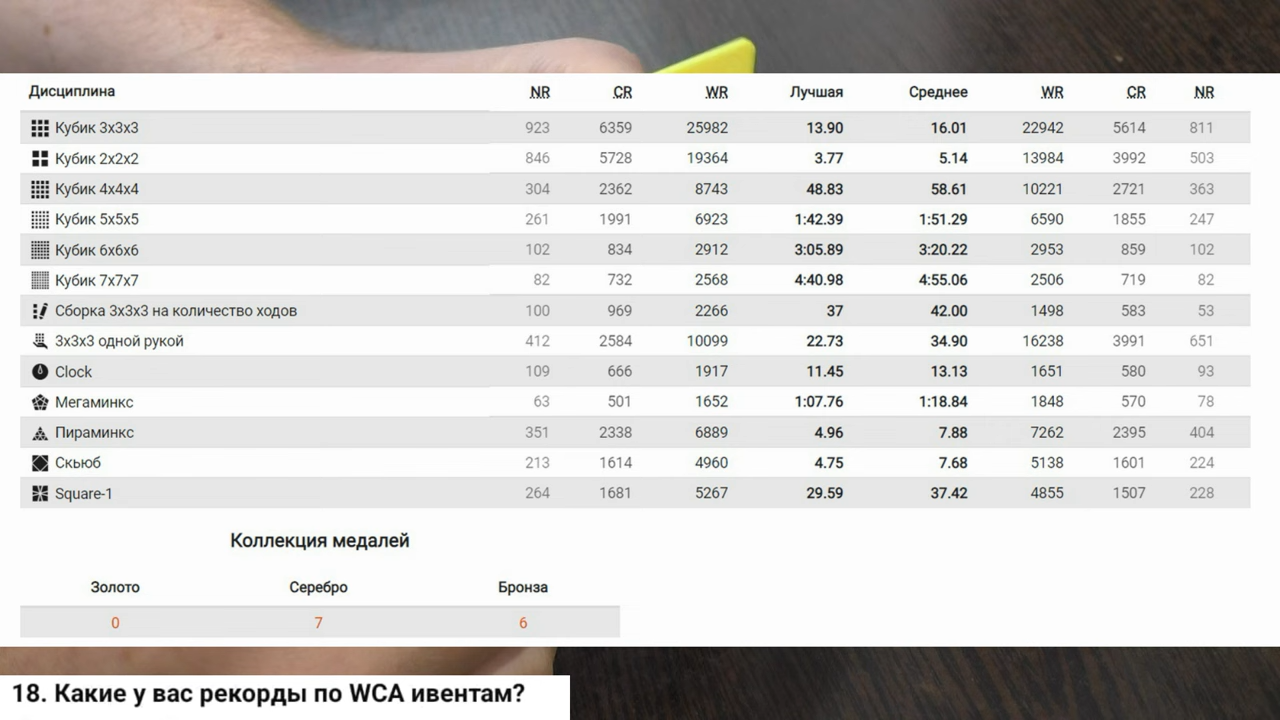 Дисциплина NR CR WR Лучшая Среднее WR CR NR
Кубик 3x3x3 923 6359 25982 13.90 16.01 22942 5614 811
Кубик 2x2x2 846 5728 19364 3.77 5.14 13984 3992 503
Кубик 4x4x4 304 2362 8743 48.83 58.61 10221 2721 363
Кубик 5x5x5 261 1991 6923 1:42.39 1:51.29 6590 1855 247
Кубик 6x6x6 102 834 2912 3:05.89 3:20.22 2953 859 102
Кубик 7x7x7 82 732 2568 4:40.98 4:55.06 2506 719 82
Сборка 3x3x3 на количество ходов 100 969 2266 37 42.00 1498 583 53
3x3x3 одной рукой 412 2584 10099 22.73 34.90 16238 3991 651
Clock 109 666 1917 11.45 13.13 1651 580 93
Мегаминкс 63 501 1652 1:07.76 1:18.84 1848 570 78
Пираминкс 351 2338 6889 4.96 7.88 7262 2395 404
Скьюб 213 1614 4960 4.75 7.68 5138 1601 224
Square-1 264 1681 5267 29.59 37.42 4855 1507 228
Коллекция медалей
Золото Серебро Бронза
0 7 6
18. Какие у вас рекорды по WCA ивентам?